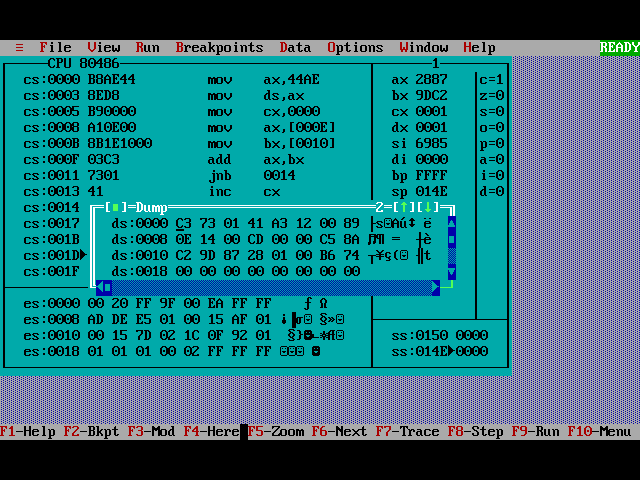 ≡ File View Run Breakpoints Data Options Window Help READY
CPU 80486 1
cs:0000 B8AE44 mov ax,44AE ax 2887 c=1
cs:0003 8ED8 mov ds,ax bx 9DC2 z=0
cs:0005 B90000 mov cx,0000 cx 0001 s=0
cs:0008 A10E00 mov ax,[000E] dx 0001 o=0
cs:000B 8B1E1000 mov bx,[0010] si 6985 p=0
cs:000F 03C3 add ax,bx di 0000 a=0
cs:0011 7301 jnb 0014 bp FFFF i=0
cs:0013 41 inc cx sp 014E d=0
cs:0014 [■]=Dump 2=[↑][↓]
cs:0017 ds:0000 C3 73 01 41 A3 12 00 89 ├s☺Aú↕ ë
cs:001B ds:0008 0E 14 00 CD 00 00 C5 8A ♫¶ ═ ┼è
cs:001D► ds:0010 C2 9D 87 28 01 00 B6 74 ┬¥ç(☺ ╢t
cs:001F ds:0018 00 00 00 00 00 00 00 00
es:0000 00 20 FF 9F 00 EA FF FF ƒ Ω
es:0008 AD DE E5 01 00 15 AF 01 ¡▐σ☺ §»☺
es:0010 00 15 7D 02 1C 0F 92 01 §}☻∟☼Æ☺ ss:0150 0000
es:0018 01 01 01 00 02 FF FF FF ☺☺☺ ☻ ss:014E►0000
F1-Help F2-Bkpt F3-Mod F4-Here F5-Zoom F6-Next F7-Trace F8-Step F9-Run F10-Menu